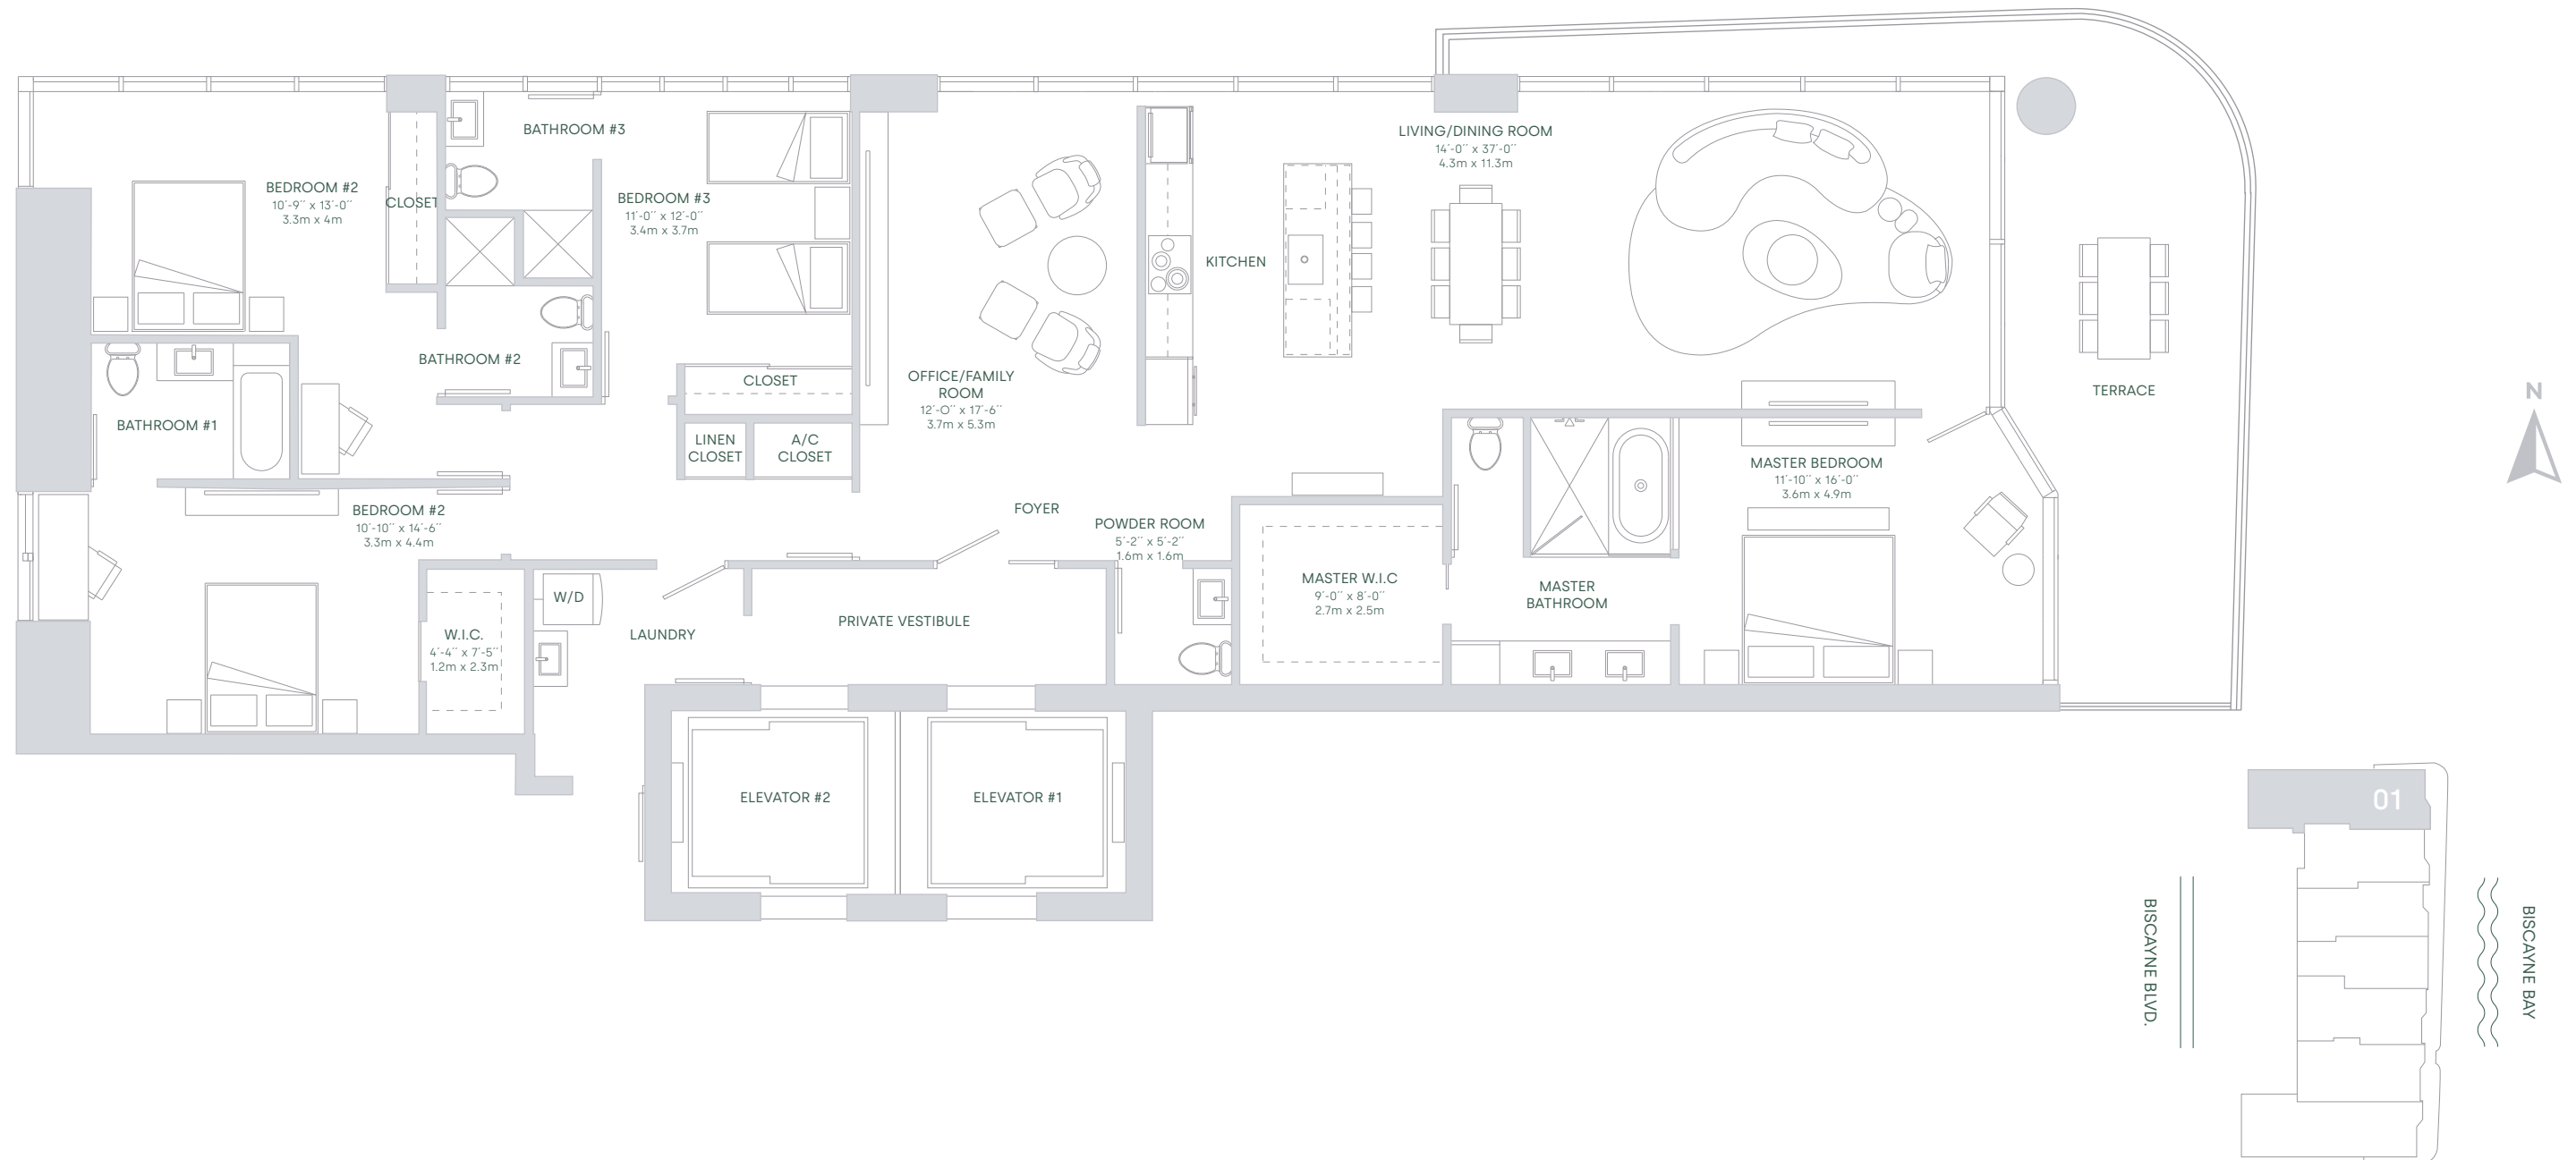 BATHROOM #3
LIVING/DINING ROOM
14´-0´´ x 37´-0´´
4.3m x 11.3m
BEDROOM #2
10´-9´´ x 13´-0´´
3.3m x 4m
CLOSET
BEDROOM #3
11´-0´´ x 12´-0´´
3.4m x 3.7m
KITCHEN
BATHROOM #2
CLOSET
OFFICE/FAMILY
ROOM
12´-O´´ x 17´-6´´
3.7m x 5.3m
TERRACE
N
BATHROOM #1
LINEN
CLOSET
A/C
CLOSET
MASTER BEDROOM
11´-10´´ x 16´-0´´
3.6m x 4.9m
BEDROOM #2
10´-10´´ x 14´-6´´
3.3m x 4.4m
FOYER
POWDER ROOM
5´-2´´ x 5´-2´´
1.6m x 1.6m
MASTER W.I.C
9´-0´´ x 8´-0´´
2.7m x 2.5m
MASTER
BATHROOM
W/D
LAUNDRY
PRIVATE VESTIBULE
W.I.C.
4´-4´´ x 7´-5´´
1.2m x 2.3m
ELEVATOR #2
ELEVATOR #1
01
BISCAYNE BLVD.
BISCAYNE BAY